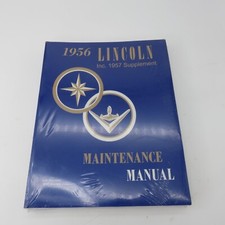 1956 LINCOLN
Inc. 1957 Supplement
MAINTENANCE
MANUAL